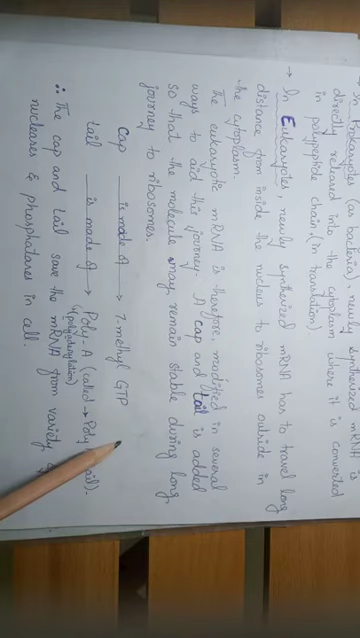 In Prokaryotes (as bacteria), newly synthesized mRNA is
directly released into the cytoplasm where it is converted
in polypeptide chain. (in translation)
→ In Eukaryotes, newly synthesized mRNA has to travel long
distance from inside the nucleus to ribosomes outside in
the cytoplasm.
The eukaryotic mRNA is therefore, modified in several
ways to aid this journey. A cap and tail is added
so that the molecule may remain stable during long,
journey to ribosomes.
Cap — is made of → 7-methyl GTP
tail — is made of → Poly A (called → Poly tail).
(polyadenylation)
∴ The cap and tail save the mRNA from variety of
nucleases & phosphatases in cell.